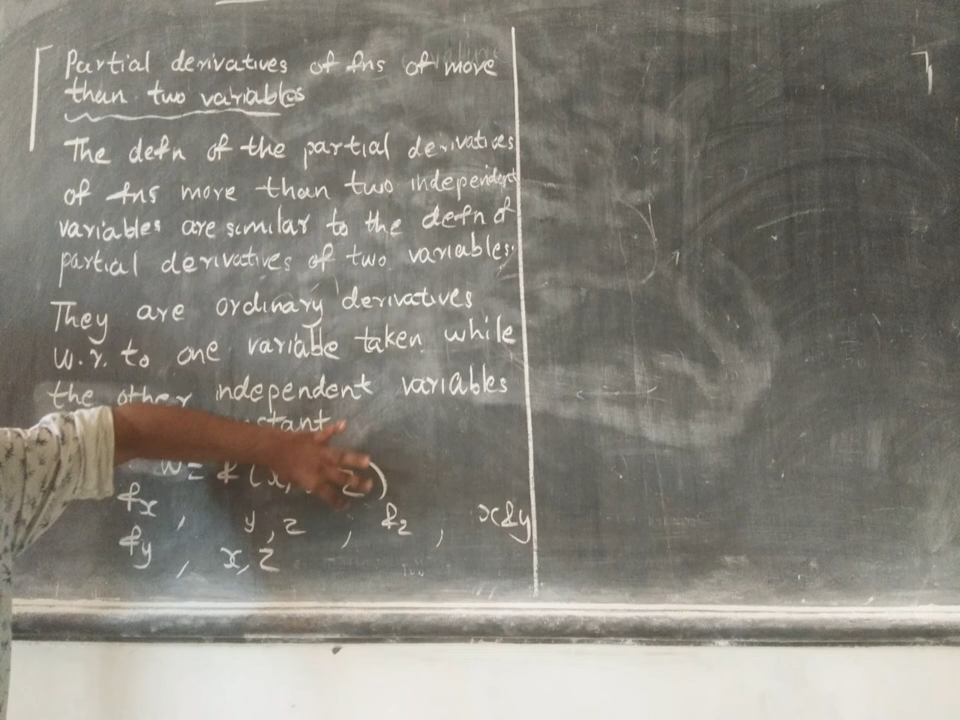 Partial derivatives of fns of more
than two variables
The defn of the partial derivatives
of fns more than two independent
variables are similar to the defn of
partial derivatives of two variables.
They are ordinary derivatives
w.r. to one variable taken while
the other independent variables
w = f(x, z)
fx , y,z , fz , x&y
fy , x,z